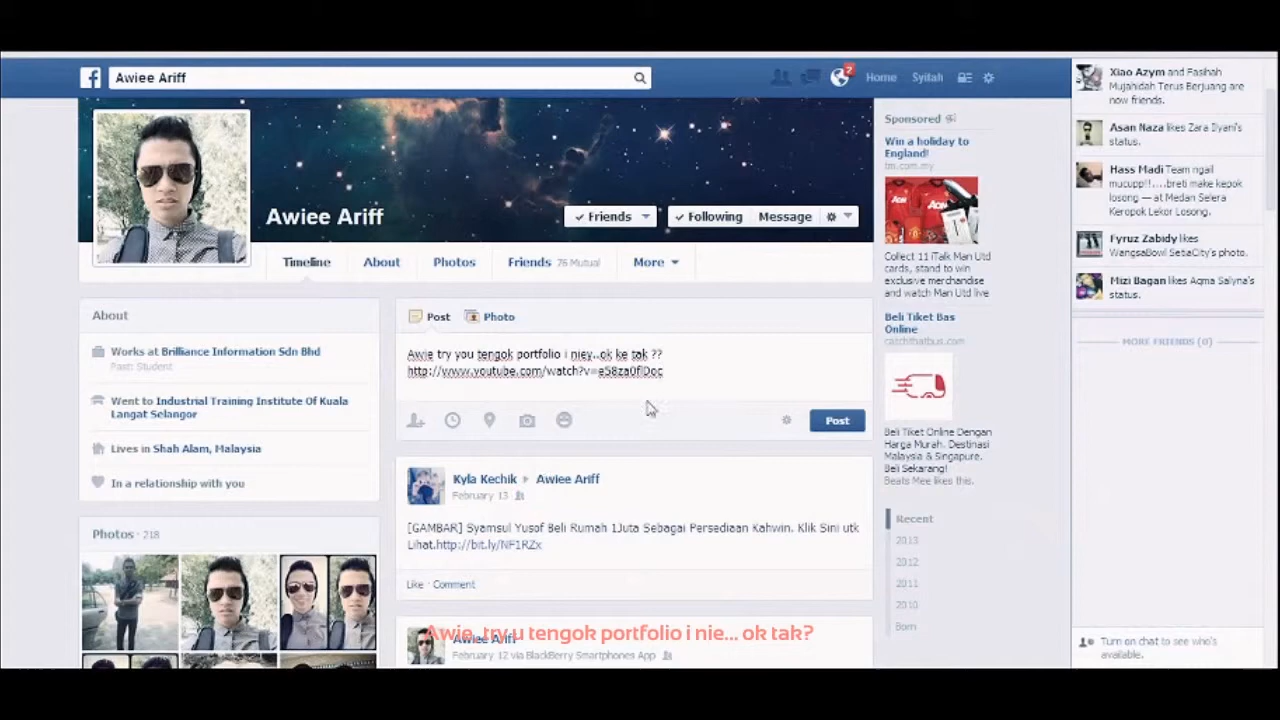 Awiee Ariff
2
Home
Syilah
Awiee Ariff
Friends
Following
Message
Timeline
About
Photos
Friends 76 Mutual
More
About
Works at Brilliance Information Sdn Bhd
Past: Student
Went to Industrial Training Institute Of Kuala
Langat Selangor
Lives in Shah Alam, Malaysia
In a relationship with you
Photos · 218
Post
Photo
Awie try you tengok portfolio i niey..ok ke tak ??
http://www.youtube.com/watch?v=e58za0flDoc
Post
Kyla Kechik ▸ Awiee Ariff
February 13
[GAMBAR] Syamsul Yusof Beli Rumah 1Juta Sebagai Persediaan Kahwin. Klik Sini utk
Lihat.http://bit.ly/NF1RZx
Like · Comment
Awiee Ariff
February 12 via BlackBerry Smartphones App
Awie, try u tengok portfolio i nie... ok tak?
Sponsored
Win a holiday to
England!
tm.com.my
AON
Collect 11 iTalk Man Utd
cards, stand to win
exclusive merchandise
and watch Man Utd live
Beli Tiket Bas
Online
catchthatbus.com
Beli Tiket Online Dengan
Harga Murah. Destinasi
Malaysia & Singapure.
Beli Sekarang!
Beats Mee likes this.
Recent
2013
2012
2011
2010
Born
Xiao Azym and Fasihah
Mujahidah Terus Berjuang are
now friends.
Asan Naza likes Zara Ilyani's
status.
Hass Madi Team ngail
mucupp!!....breti make kepok
losong — at Medan Selera
Keropok Lekor Losong.
Fyruz Zabidy likes
WangsaBowl SetiaCity's photo.
Mizi Bagan likes Aqma Salyna's
status.
MORE FRIENDS (0)
Turn on chat to see who's
available.